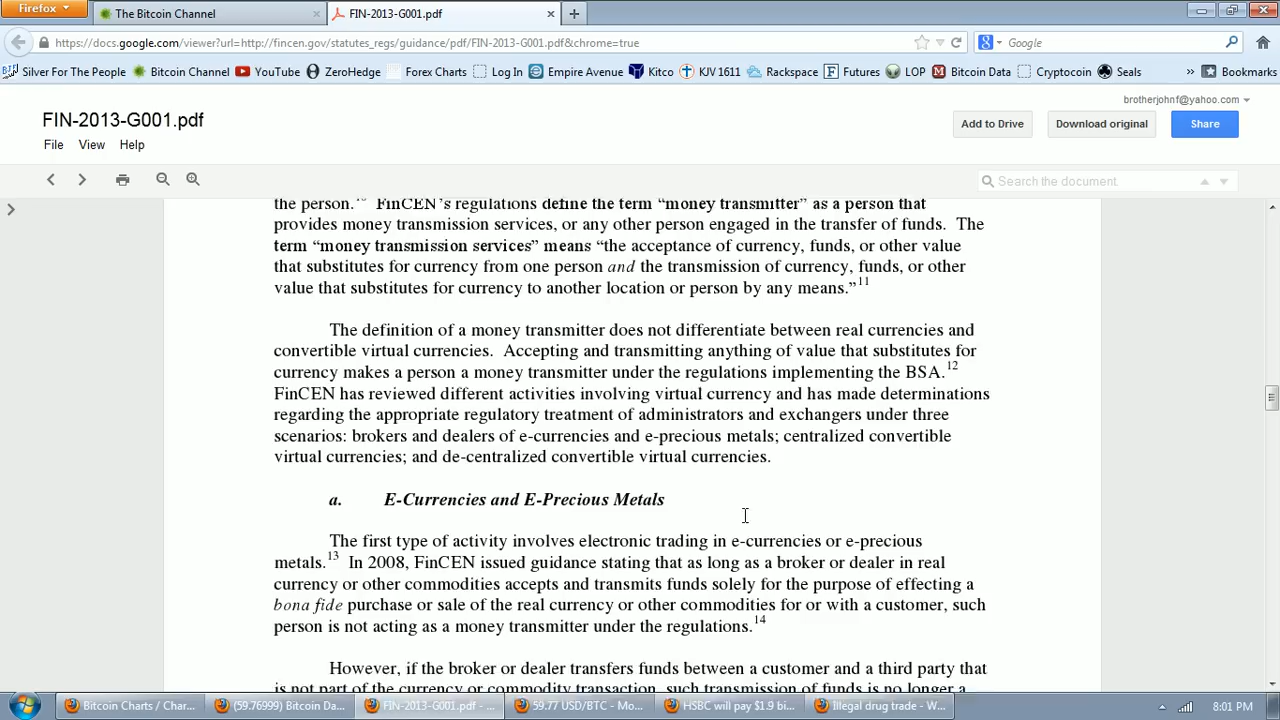 Firefox
The Bitcoin Channel
FIN-2013-G001.pdf
https://docs.google.com/viewer?url=http://fincen.gov/statutes_regs/guidance/pdf/FIN-2013-G001.pdf&chrome=true
Google
Silver For The People
Bitcoin Channel
YouTube
ZeroHedge
Forex Charts
Log In
Empire Avenue
Kitco
KJV 1611
Rackspace
Futures
LOP
Bitcoin Data
Cryptocoin
Seals
»
Bookmarks
brotherjohnf@yahoo.com
FIN-2013-G001.pdf
Add to Drive
Download original
Share
File View Help
Search the document
the person. FinCEN's regulations define the term “money transmitter” as a person that
provides money transmission services, or any other person engaged in the transfer of funds. The
term “money transmission services” means “the acceptance of currency, funds, or other value
that substitutes for currency from one person and the transmission of currency, funds, or other
value that substitutes for currency to another location or person by any means.”11
The definition of a money transmitter does not differentiate between real currencies and
convertible virtual currencies. Accepting and transmitting anything of value that substitutes for
currency makes a person a money transmitter under the regulations implementing the BSA.12
FinCEN has reviewed different activities involving virtual currency and has made determinations
regarding the appropriate regulatory treatment of administrators and exchangers under three
scenarios: brokers and dealers of e-currencies and e-precious metals; centralized convertible
virtual currencies; and de-centralized convertible virtual currencies.
a. E-Currencies and E-Precious Metals
The first type of activity involves electronic trading in e-currencies or e-precious
metals.13 In 2008, FinCEN issued guidance stating that as long as a broker or dealer in real
currency or other commodities accepts and transmits funds solely for the purpose of effecting a
bona fide purchase or sale of the real currency or other commodities for or with a customer, such
person is not acting as a money transmitter under the regulations.14
However, if the broker or dealer transfers funds between a customer and a third party that
is not part of the currency or commodity transaction, such transmission of funds is no longer a
Bitcoin Charts / Char...
(59.76999) Bitcoin Da...
FIN-2013-G001.pdf - ...
59.77 USD/BTC - Mo...
HSBC will pay $1.9 bi...
Illegal drug trade - W...
8:01 PM